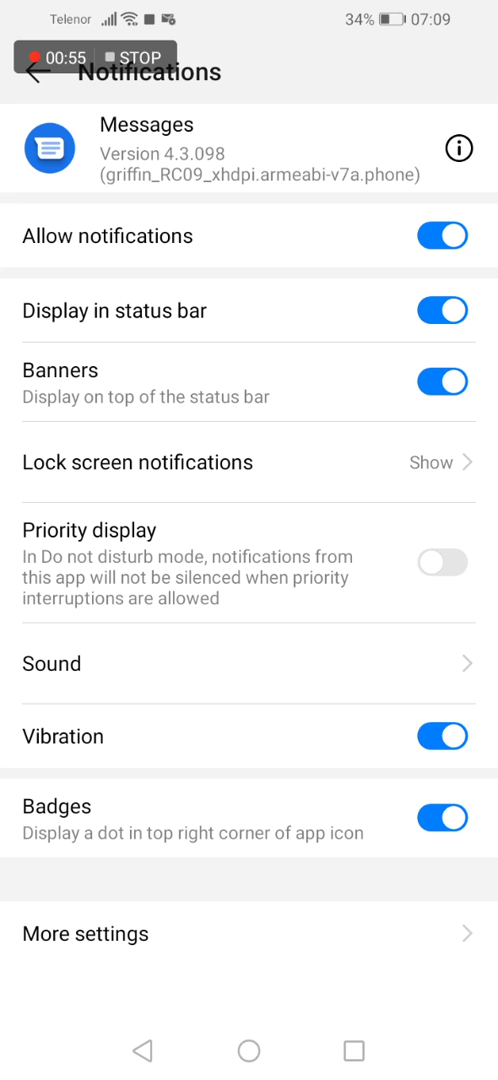 Telenor 34% 07:09
00:55 STOP
Notifications
Messages
Version 4.3.098
(griffin_RC09_xhdpi.armeabi-v7a.phone)
Allow notifications
Display in status bar
Banners
Display on top of the status bar
Lock screen notifications Show
Priority display
In Do not disturb mode, notifications from
this app will not be silenced when priority
interruptions are allowed
Sound
Vibration
Badges
Display a dot in top right corner of app icon
More settings